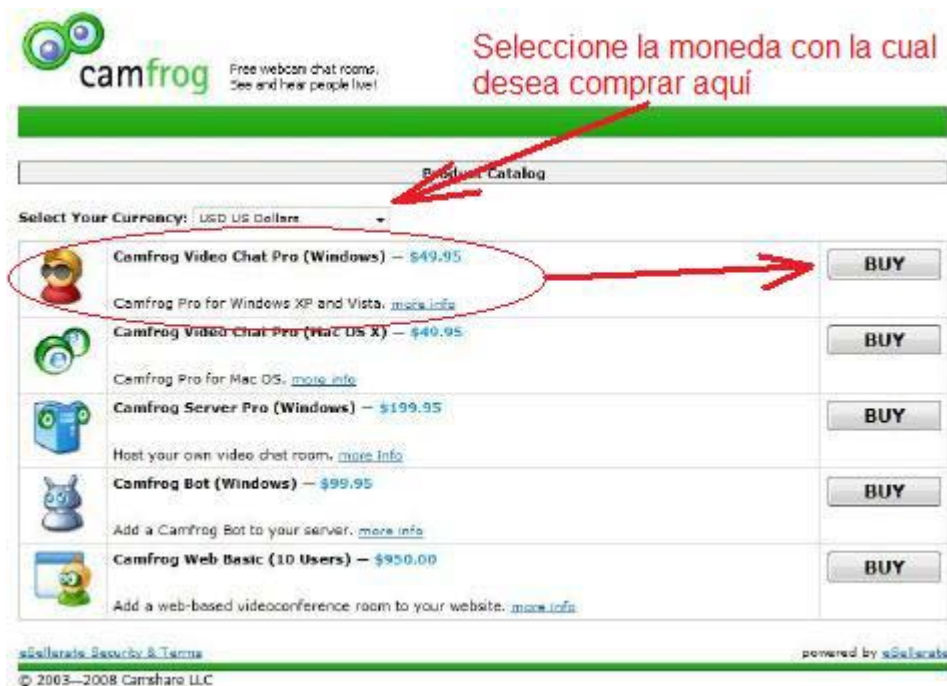 camfrog
Free webcam chat rooms.
See and hear people live!
Seleccione la moneda con la cual
desea comprar aquí
Product Catalog
Select Your Currency: USD US Dollars
Camfrog Video Chat Pro (Windows) — $49.95
BUY
Camfrog Pro for Windows XP and Vista. more info
Camfrog Video Chat Pro (Mac OS X) — $49.95
BUY
Camfrog Pro for Mac OS. more info
Camfrog Server Pro (Windows) — $199.95
BUY
Host your own video chat room. more info
Camfrog Bot (Windows) — $99.95
BUY
Add a Camfrog Bot to your server. more info
Camfrog Web Basic (10 Users) — $950.00
BUY
Add a web-based videoconference room to your website. more info
eSellerate Security & Terms
powered by eSellerate
© 2003—2008 Camshare LLC